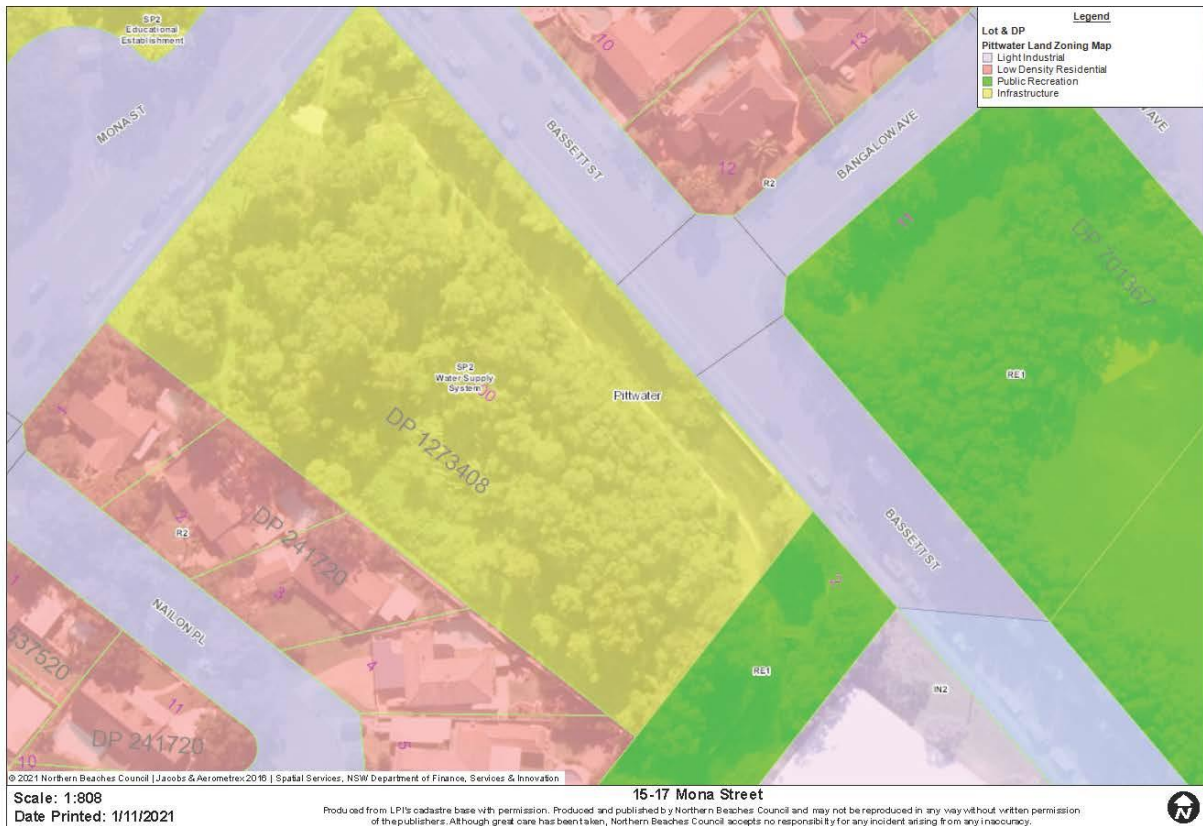 SP2
Educational
Establishment
MONA ST
BASSETT ST
10
13
12
R2
BANGALOW AVE
Legend
Lot & DP
Pittwater Land Zoning Map
Light Industrial
Low Density Residential
Public Recreation
Infrastructure
AVE
DP 701367
RE1
SP2
Water Supply
System
00
Pittwater
DP 1273408
BASSETT ST
1
2
R2
DP 241720
3
4
5
NAILON PL
1
537520
11
DP 241720
10
RE1
IN2
© 2021 Northern Beaches Council | Jacobs & Aerometrex 2016 | Spatial Services, NSW Department of Finance, Services & Innovation
Scale: 1:808
Date Printed: 1/11/2021
15-17 Mona Street
Produced from LPI's cadastre base with permission. Produced and published by Northern Beaches Council and may not be reproduced in any way without written permission
of the publishers. Although great care has been taken, Northern Beaches Council accepts no responsibilty for any incident arising from any inaccuracy.
N